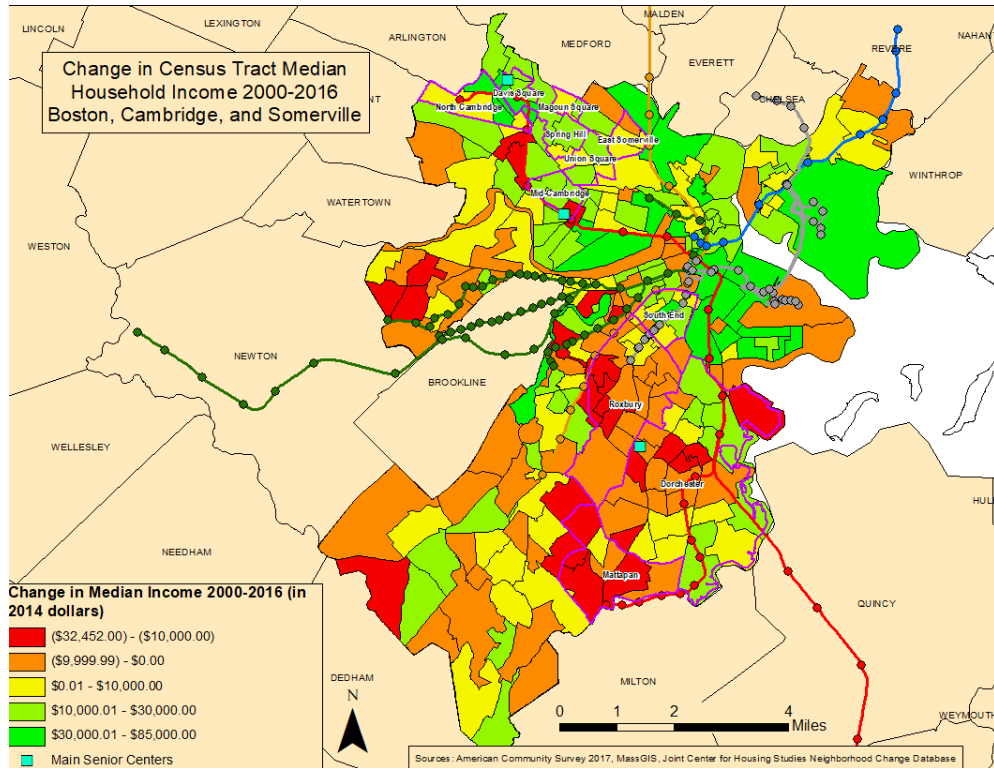 LINCOLN
LEXINGTON
ARLINGTON
MEDFORD
MALDEN
EVERETT
REVERE
NAHANT
Change in Census Tract Median
Household Income 2000-2016
Boston, Cambridge, and Somerville
CHELSEA
Davis Square
North Cambridge
Magoun Square
Spring Hill
East Somerville
Union Square
WINTHROP
Mid-Cambridge
WATERTOWN
WESTON
South End
NEWTON
BROOKLINE
Roxbury
WELLESLEY
Dorchester
NEEDHAM
Mattapan
QUINCY
DEDHAM
MILTON
WEYMOUTH
Change in Median Income 2000-2016 (in
2014 dollars)
($32,452.00) - ($10,000.00)
($9,999.99) - $0.00
$0.01 - $10,000.00
$10,000.01 - $30,000.00
$30,000.01 - $85,000.00
Main Senior Centers
N
0 1 2 4
Miles
Sources: American Community Survey 2017, MassGIS, Joint Center for Housing Studies Neighborhood Change Database